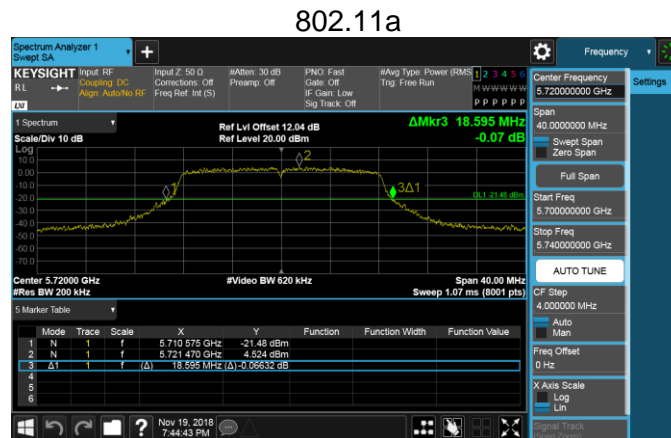 802.11a
Spectrum Analyzer 1
Swept SA
Frequency
KEYSIGHT
RL
Input: RF
Coupling: DC
Align: Auto/No RF
Input Z: 50 Ω
Corrections: Off
Freq Ref: Int (S)
#Atten: 30 dB
Preamp: Off
PNO: Fast
Gate: Off
IF Gain: Low
Sig Track: Off
#Avg Type: Power (RMS
Trig: Free Run
1 2 3 4 5 6
M W W W W W
P P P P P P
1 Spectrum
Scale/Div 10 dB
Ref Lvl Offset 12.04 dB
Ref Level 20.00 dBm
ΔMkr3 18.595 MHz
-0.07 dB
Log
10.0
0.00
-10.0
-20.0
-30.0
-40.0
-50.0
-60.0
-70.0
1
2
3Δ1
DL1 -21.48 dBm
Center 5.72000 GHz
#Res BW 200 kHz
#Video BW 620 kHz
Span 40.00 MHz
Sweep 1.07 ms (8001 pts)
5 Marker Table
Mode Trace Scale X Y Function Function Width Function Value
1 N 1 f 5.710 575 GHz -21.48 dBm
2 N 1 f 5.721 470 GHz 4.524 dBm
3 Δ1 1 f (Δ) 18.595 MHz (Δ) -0.06632 dB
4
5
6
Nov 19, 2018
7:44:43 PM
Center Frequency
5.720000000 GHz
Settings
Span
40.0000000 MHz
Swept Span
Zero Span
Full Span
Start Freq
5.700000000 GHz
Stop Freq
5.740000000 GHz
AUTO TUNE
CF Step
4.000000 MHz
Auto
Man
Freq Offset
0 Hz
X Axis Scale
Log
Lin
Signal Track
(Span Zoom)